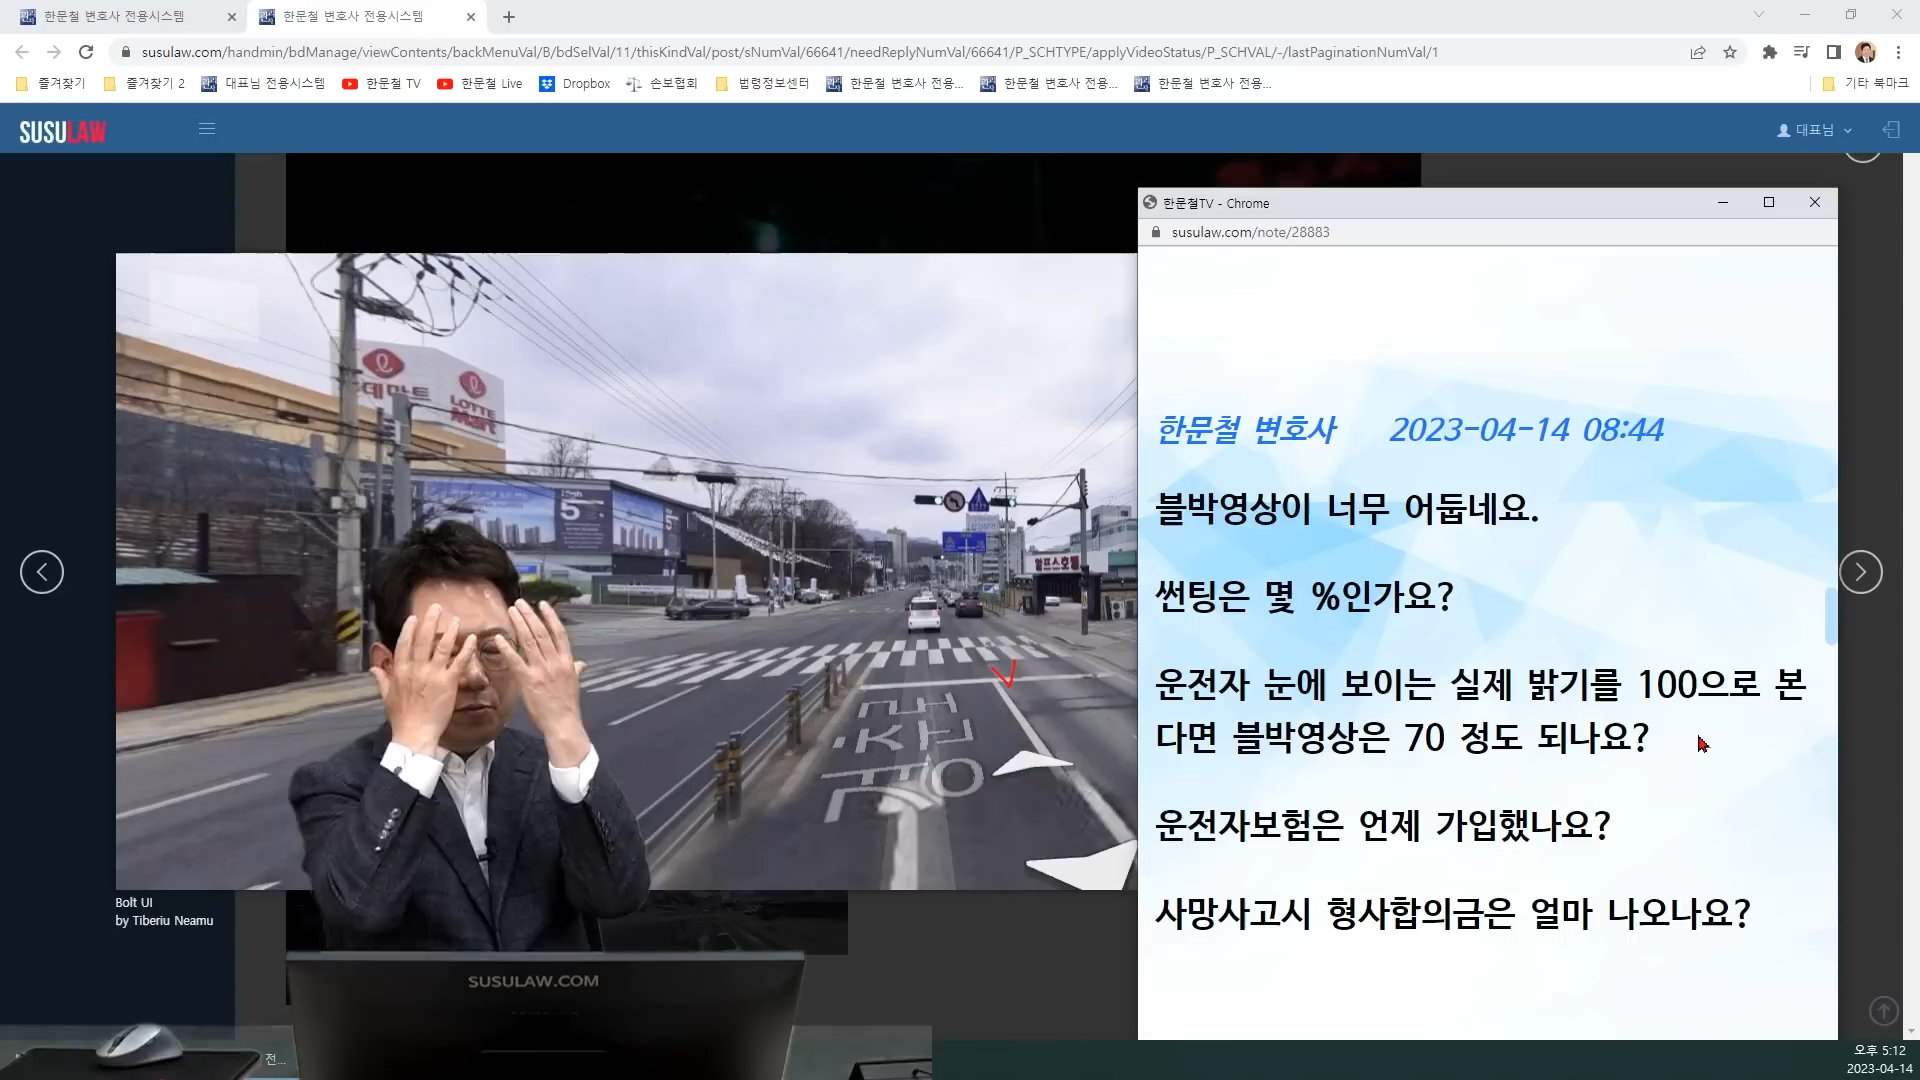 한문철 변호사 전용시스템
한문철 변호사 전용시스템
susulaw.com/handmin/bdManage/viewContents/backMenuVal/B/bdSelVal/11/thisKindVal/post/sNumVal/66641/needReplyNumVal/66641/P_SCHTYPE/applyVideoStatus/P_SCHVAL/-/lastPaginationNumVal/1
즐겨찾기
즐겨찾기 2
대표님 전용시스템
한문철 TV
한문철 Live
Dropbox
손보협회
법령정보센터
한문철 변호사 전용...
한문철 변호사 전용...
한문철 변호사 전용...
기타 북마크
SUSULAW
대표님
한문철TV - Chrome
susulaw.com/note/28883
한문철 변호사 2023-04-14 08:44
블박영상이 너무 어둡네요.
썬팅은 몇 %인가요?
운전자 눈에 보이는 실제 밝기를 100으로 본
다면 블박영상은 70 정도 되나요?
운전자보험은 언제 가입했나요?
사망사고시 형사합의금은 얼마 나오나요?
데마트
LOTTE
Mart
5
알프스호텔
Bolt UI
by Tiberiu Neamu
SUSULAW.COM
전...
오후 5:12
2023-04-14